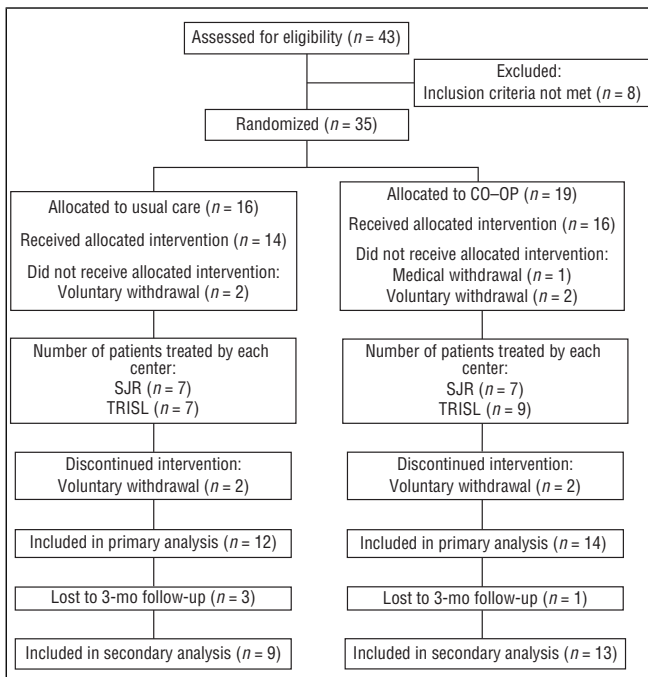 Assessed for eligibility (n = 43)
Excluded:
Inclusion criteria not met (n = 8)
Randomized (n = 35)
Allocated to usual care (n = 16)
Received allocated intervention (n = 14)
Did not receive allocated intervention:
Voluntary withdrawal (n = 2)
Allocated to CO–OP (n = 19)
Received allocated intervention (n = 16)
Did not receive allocated intervention:
Medical withdrawal (n = 1)
Voluntary withdrawal (n = 2)
Number of patients treated by each
center:
SJR (n = 7)
TRISL (n = 7)
Number of patients treated by each
center:
SJR (n = 7)
TRISL (n = 9)
Discontinued intervention:
Voluntary withdrawal (n = 2)
Discontinued intervention:
Voluntary withdrawal (n = 2)
Included in primary analysis (n = 12)
Included in primary analysis (n = 14)
Lost to 3-mo follow-up (n = 3)
Lost to 3-mo follow-up (n = 1)
Included in secondary analysis (n = 9)
Included in secondary analysis (n = 13)